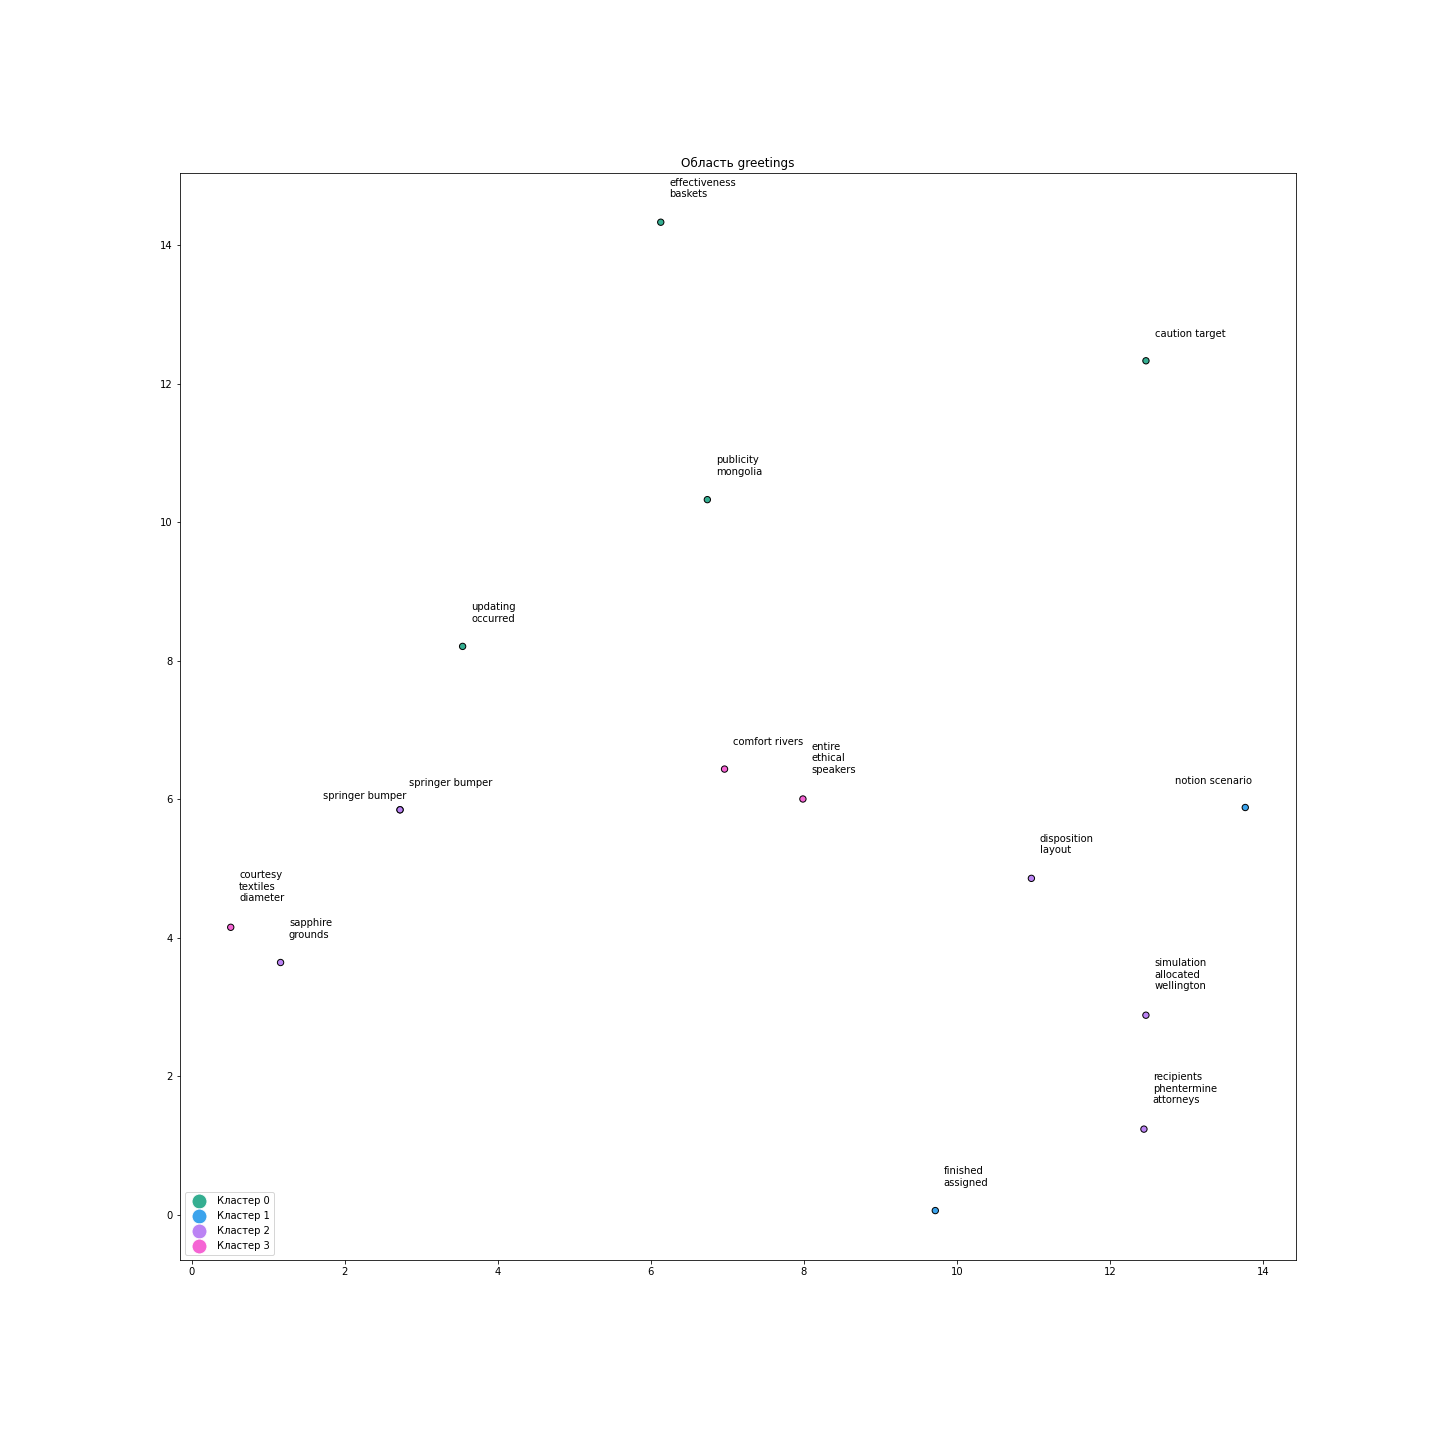 Область greetings
effectiveness
baskets
14
caution target
12
publicity
mongolia
10
updating
occurred
8
comfort rivers
entire
ethical
speakers
notion scenario
springer bumper
springer bumper
6
disposition
layout
courtesy
textiles
diameter
sapphire
grounds
4
simulation
allocated
wellington
recipients
phentermine
attorneys
2
finished
assigned
0
Кластер 0
Кластер 1
Кластер 2
Кластер 3
0 2 4 6 8 10 12 14